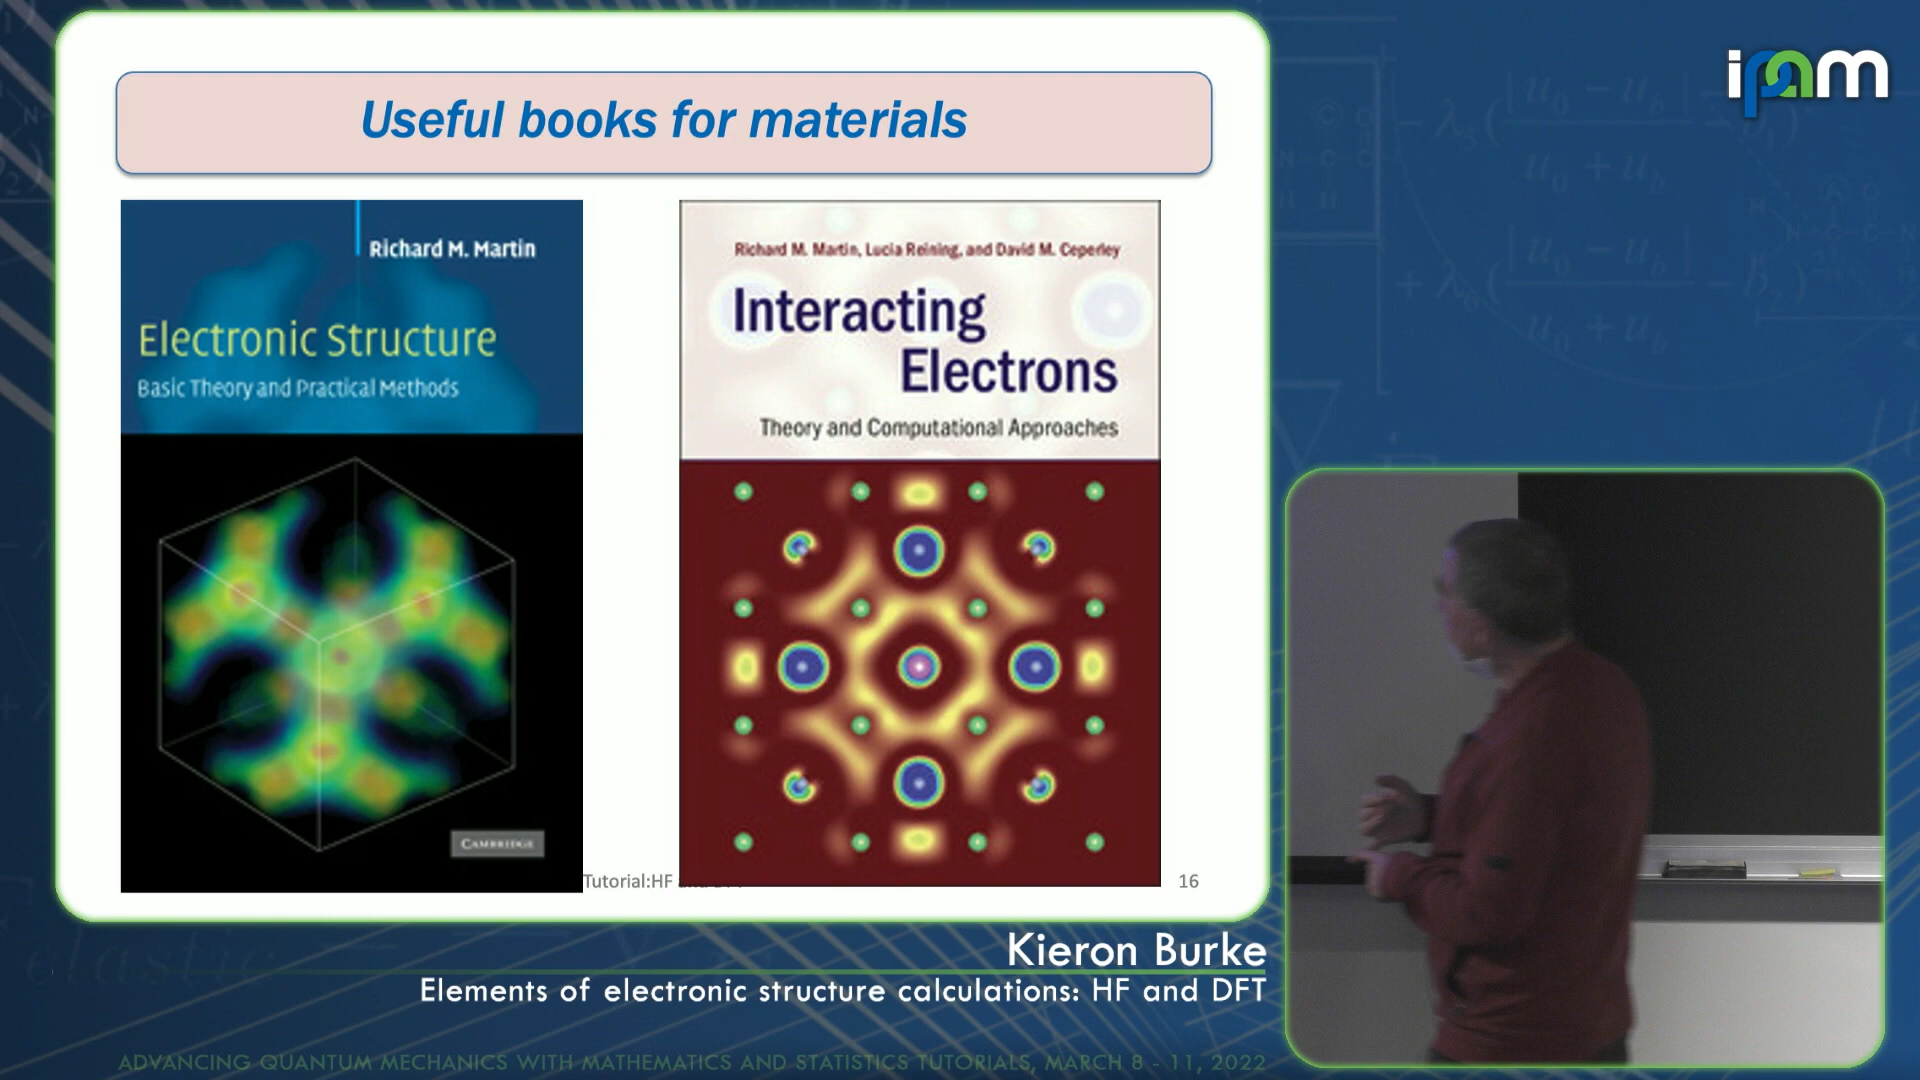 ipam
Useful books for materials
Richard M. Martin
Electronic Structure
Basic Theory and Practical Methods
CAMBRIDGE
Richard M. Martin, Lucia Reining, and David M. Ceperley
Interacting
Electrons
Theory and Computational Approaches
Tutorial:HF
16
Kieron Burke
Elements of electronic structure calculations: HF and DFT
ADVANCING QUANTUM MECHANICS WITH MATHEMATICS AND STATISTICS TUTORIALS, MARCH 8 - 11, 2022
elastic